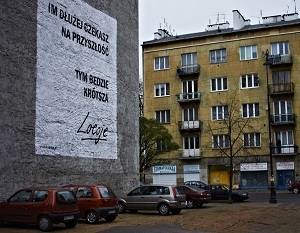 IM DŁUŻEJ CZEKASZ
NA PRZYSZŁOŚĆ
TYM BĘDZIE
KRÓTSZA
Loesje